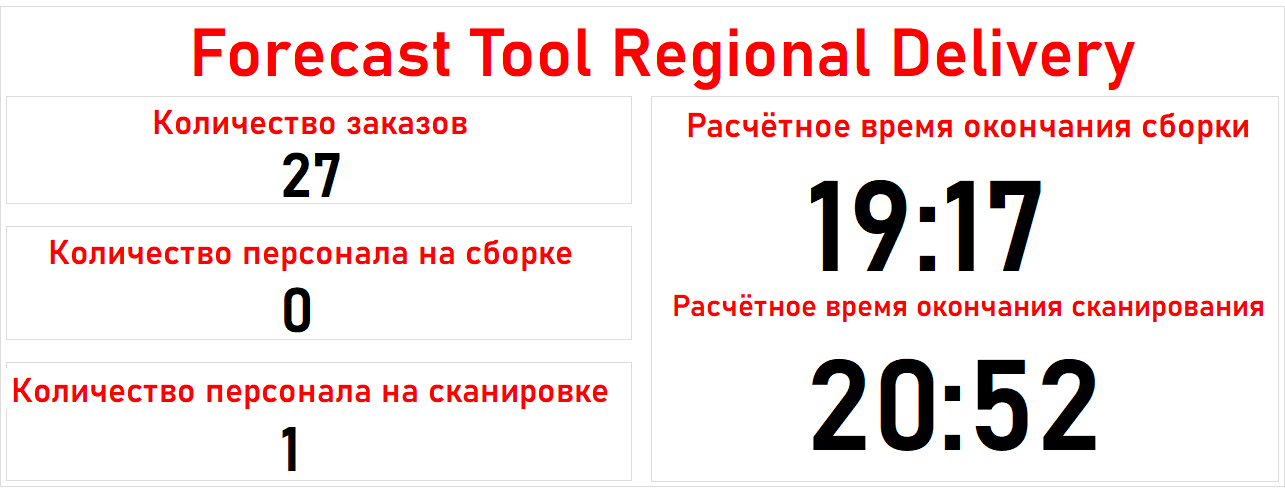 Forecast Tool Regional Delivery
Количество заказов
27
Количество персонала на сборке
0
Количество персонала на сканировке
1
Расчётное время окончания сборки
19:17
Расчётное время окончания сканирования
20:52